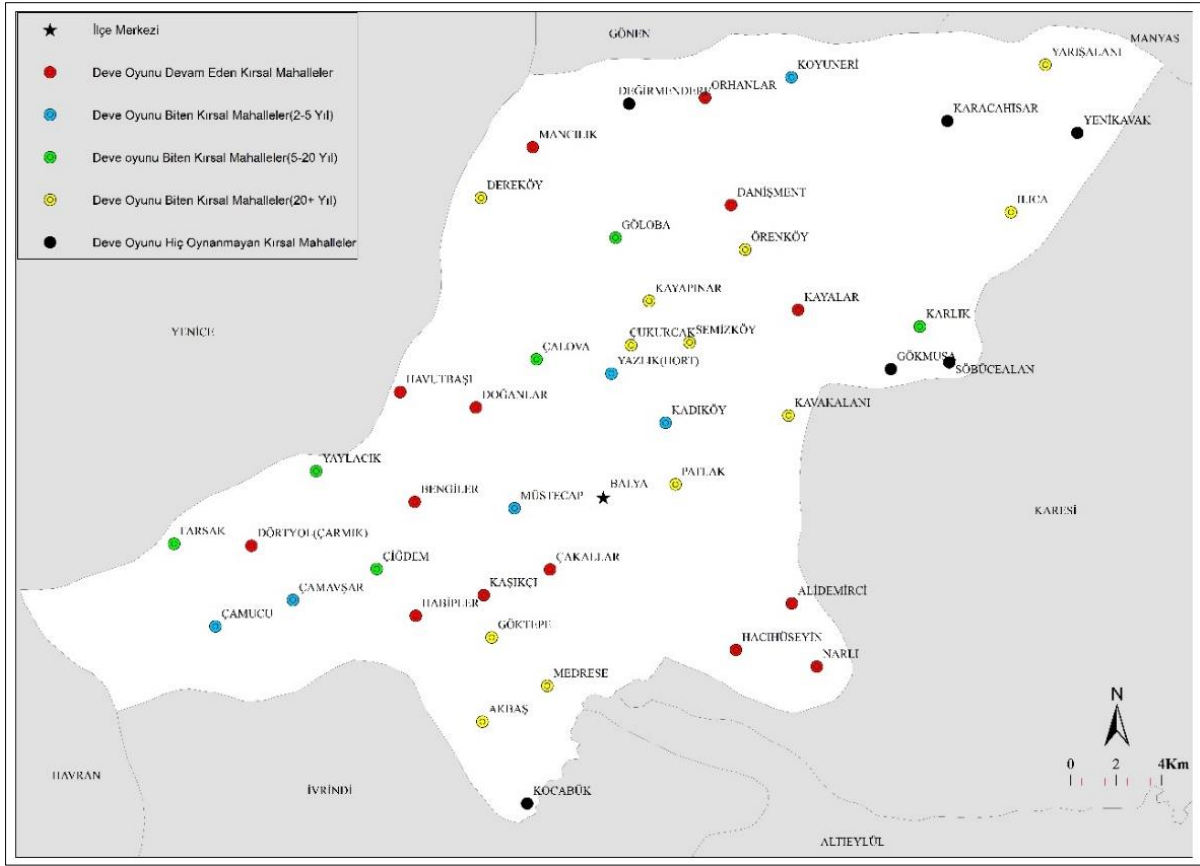 İlçe Merkezi
Deve Oyunu Devam Eden Kırsal Mahalleler
Deve Oyunu Biten Kırsal Mahalleler(2-5 Yıl)
Deve oyunu Biten Kırsal Mahalleler(5-20 Yıl)
Deve Oyunu Biten Kırsal Mahalleler(20+ Yıl)
Deve Oyunu Hiç Oynanmayan Kırsal Mahalleler
GÖNEN
MANYAS
YARIŞALANI
KOYUNERİ
DEĞİRMENDERE
ORHANLAR
KARACAHİSAR
YENİKAVAK
MANCILIK
DEREKÖY
DANİŞMENT
ILICA
GÖLOBA
ÖRENKÖY
KAYAPINAR
KAYALAR
YENİCE
KARLIK
ÇUKURCAK
SEMİZKÖY
ÇALOVA
YAZLIK(HORT)
GÖKMUSA
SÖBÜCEALAN
HAVUTBAŞI
DOĞANLAR
KADIKÖY
KAVAKALANI
YAYLACIK
PATLAK
BENGİLER
MÜSTECAP
BALYA
KARESİ
FARSAK
DÖRTYOL(ÇARMIK)
ÇİĞDEM
ÇAKALLAR
ÇAMAVŞAR
KAŞIKÇI
ALİDEMİRCİ
ÇAMUCU
HABİPLER
GÖKTEPE
HACIHÜSEYİN
NARLI
MEDRESE
AKBAŞ
N
0 2 4Km
HAVRAN
İVRİNDİ
KOCABÜK
ALTIEYLÜL